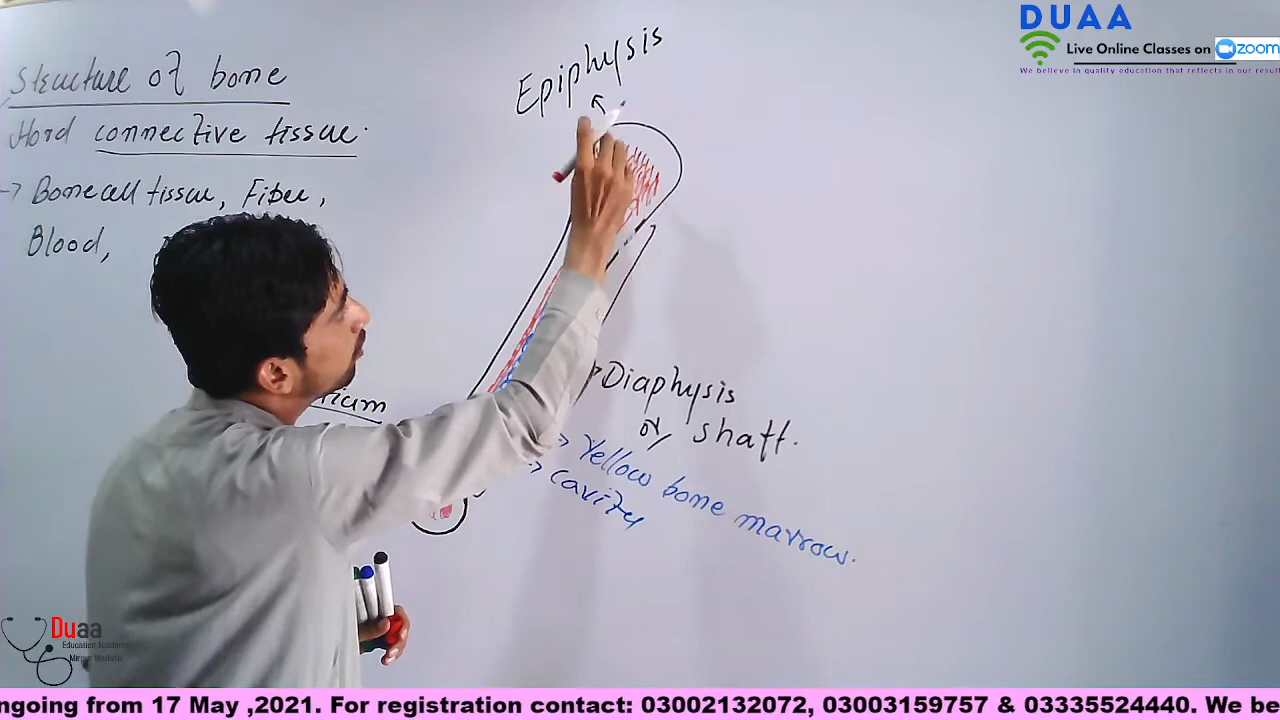 Structure of bone
Hard connective tissue.
→ Bone cell tissue, Fiber,
Blood,
Epiphysis
Diaphysis
or shaft.
→ Yellow bone marrow.
→ cavity
DUAA
Live Online Classes on zoom
We believe in quality education that reflects in our result
Duaa
Education Academy
ngoing from 17 May ,2021. For registration contact: 03002132072, 03003159757 & 03335524440. We be